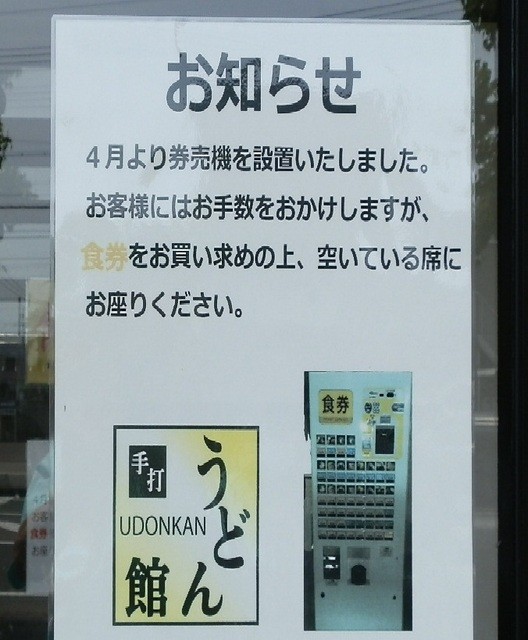 お知らせ
4月より券売機を設置いたしました。
お客様にはお手数をおかけしますが、
食券をお買い求めの上、空いている席に
お座りください。
手打
うどん
UDONKAN
館
食券